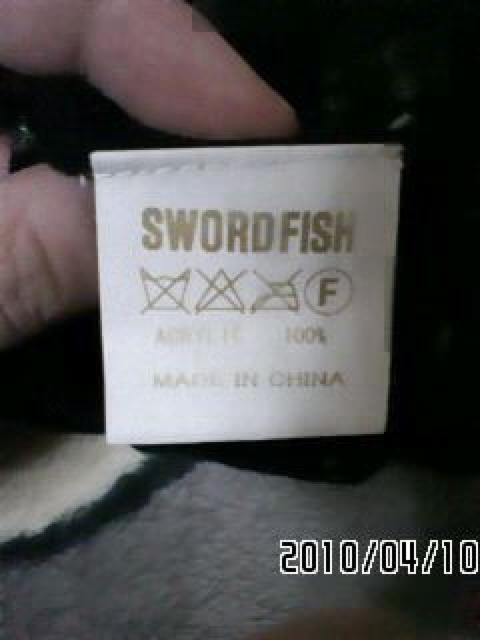 SWORDFISH
F
ACRYLIC 100%
MADE IN CHINA
2010/04/10